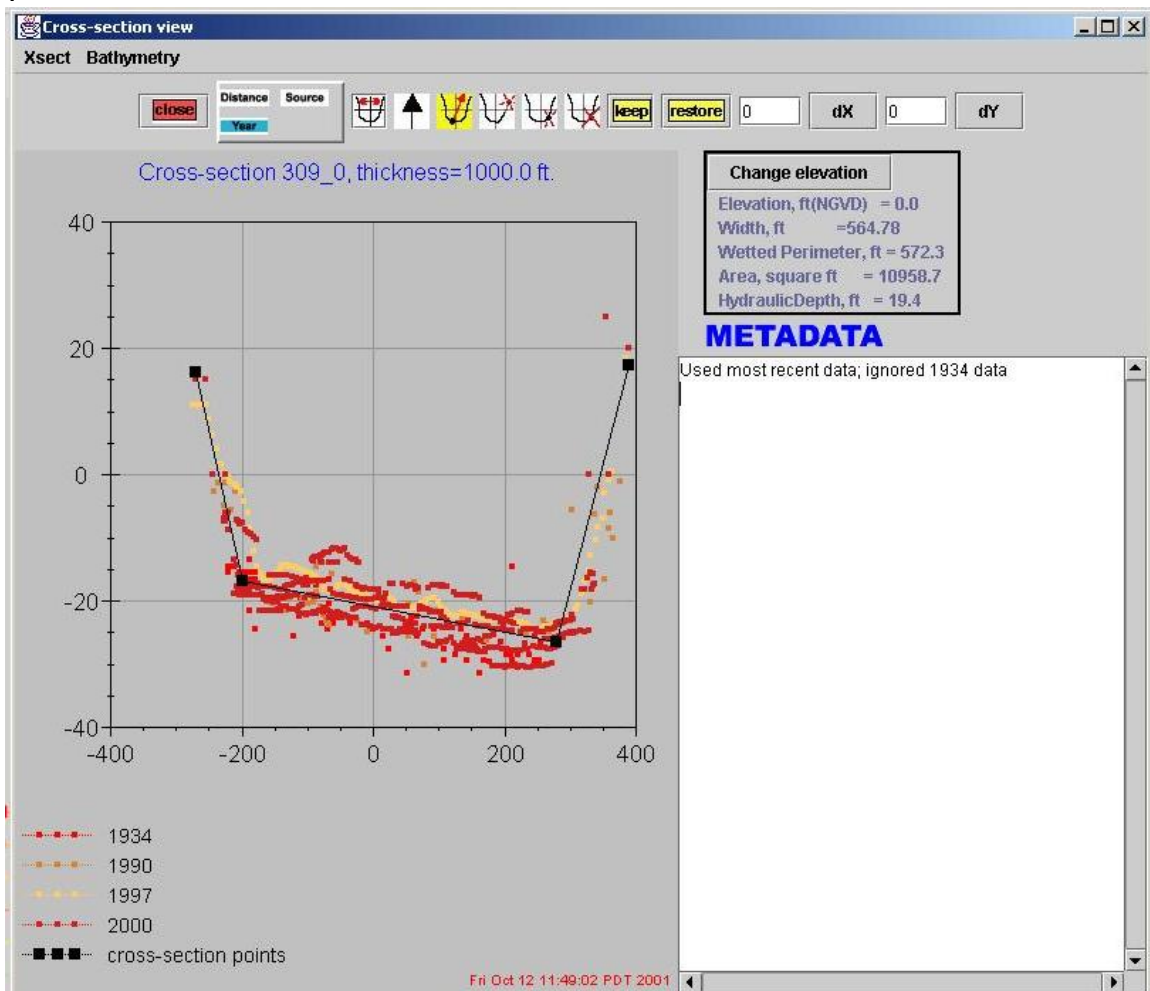 Cross-section view
Xsect Bathymetry
close Distance Source Year keep restore 0 dX 0 dY
Cross-section 309_0, thickness=1000.0 ft.
40
20
0
-20
-40
-400 -200 0 200 400
1934
1990
1997
2000
cross-section points
Fri Oct 12 11:49:02 PDT 2001
Change elevation
Elevation, ft(NGVD) = 0.0
Width, ft =564.78
Wetted Perimeter, ft = 572.3
Area, square ft = 10958.7
HydraulicDepth, ft = 19.4
METADATA
Used most recent data; ignored 1934 data